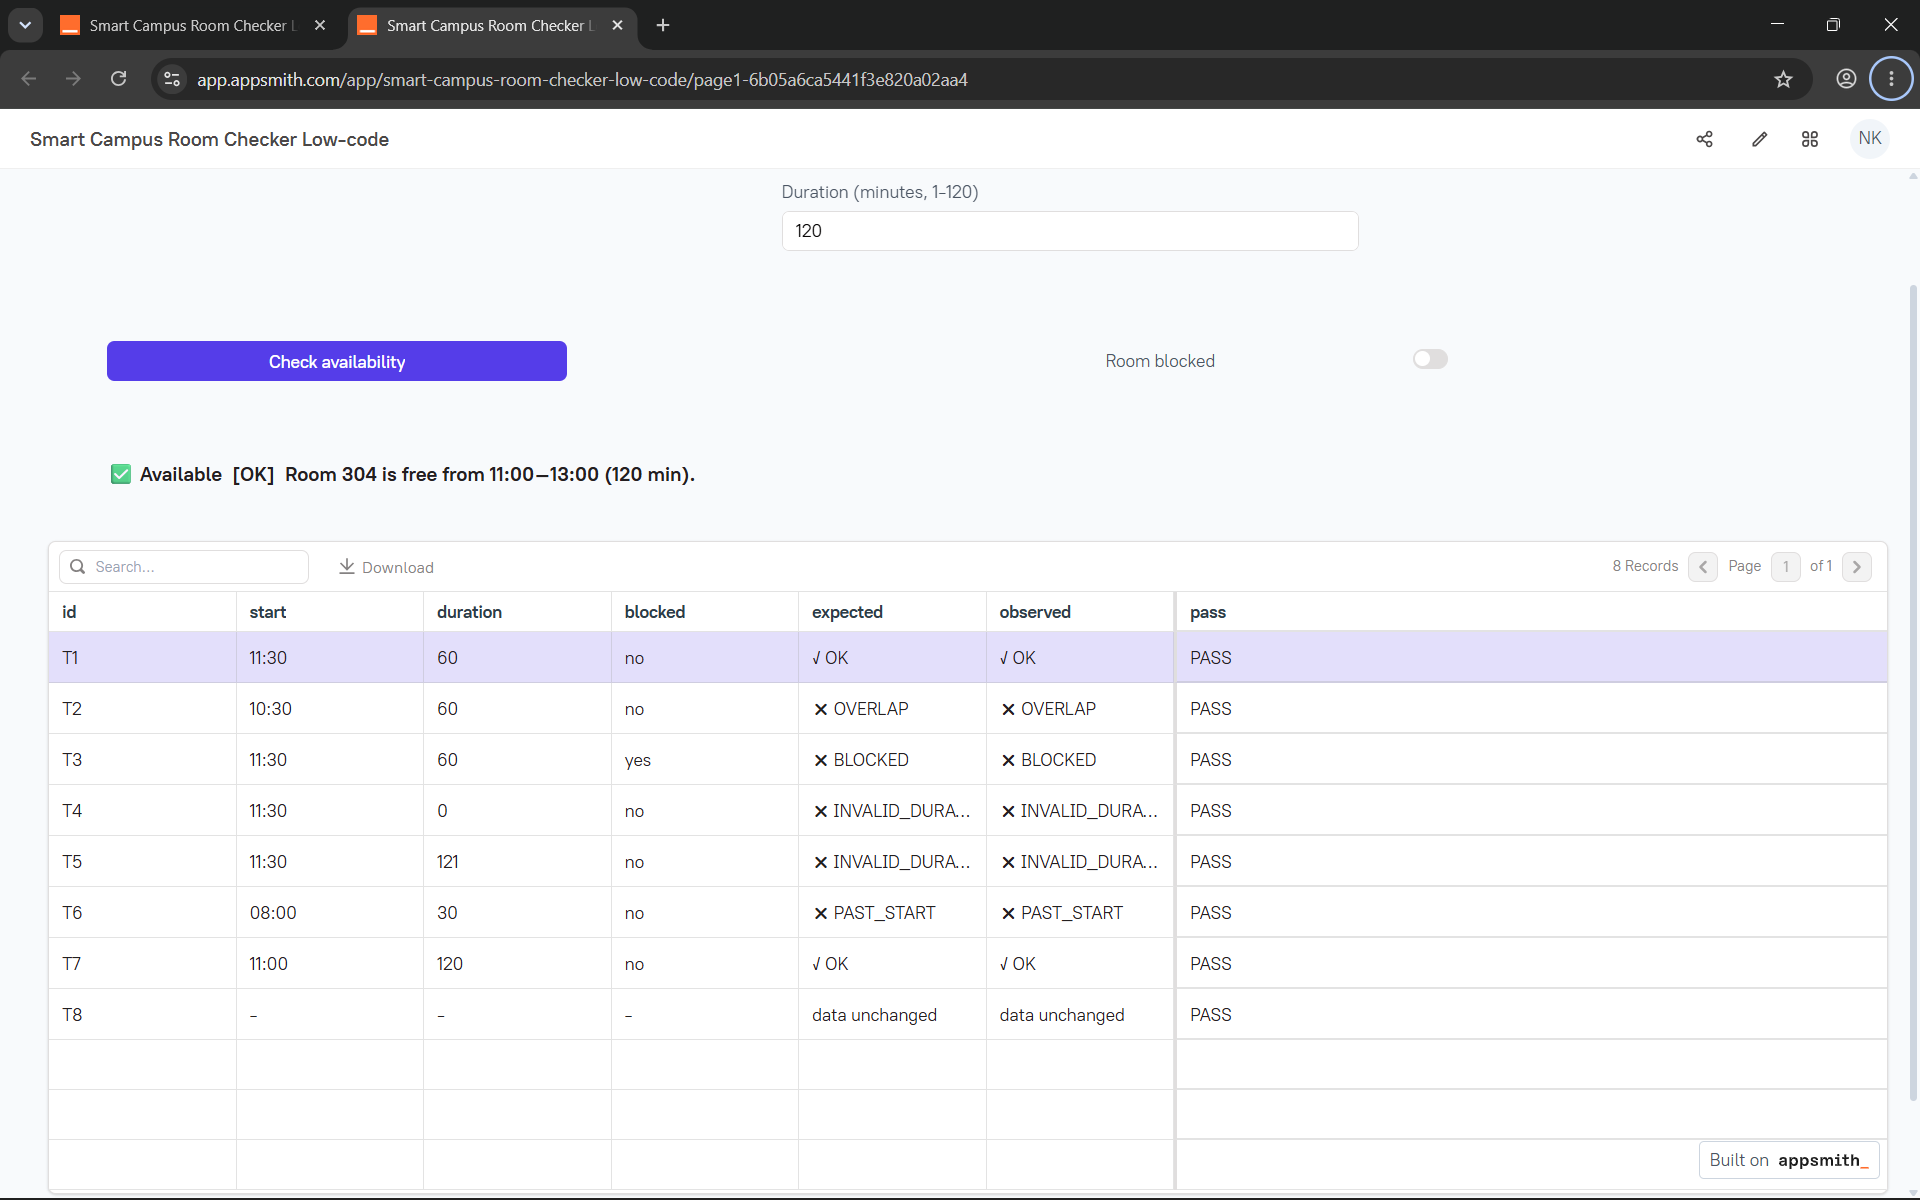 Smart Campus Room Checker L
Smart Campus Room Checker L
app.appsmith.com/app/smart-campus-room-checker-low-code/page1-6b05a6ca5441f3e820a02aa4
Smart Campus Room Checker Low-code
NK
Duration (minutes, 1-120)
120
Check availability
Room blocked
✅ Available [OK] Room 304 is free from 11:00–13:00 (120 min).
Search...
Download
8 Records
Page 1 of 1
id start duration blocked expected observed pass
T1 11:30 60 no √ OK √ OK PASS
T2 10:30 60 no ✕ OVERLAP ✕ OVERLAP PASS
T3 11:30 60 yes ✕ BLOCKED ✕ BLOCKED PASS
T4 11:30 0 no ✕ INVALID_DURA... ✕ INVALID_DURA... PASS
T5 11:30 121 no ✕ INVALID_DURA... ✕ INVALID_DURA... PASS
T6 08:00 30 no ✕ PAST_START ✕ PAST_START PASS
T7 11:00 120 no √ OK √ OK PASS
T8 - - - data unchanged data unchanged PASS
Built on appsmith_